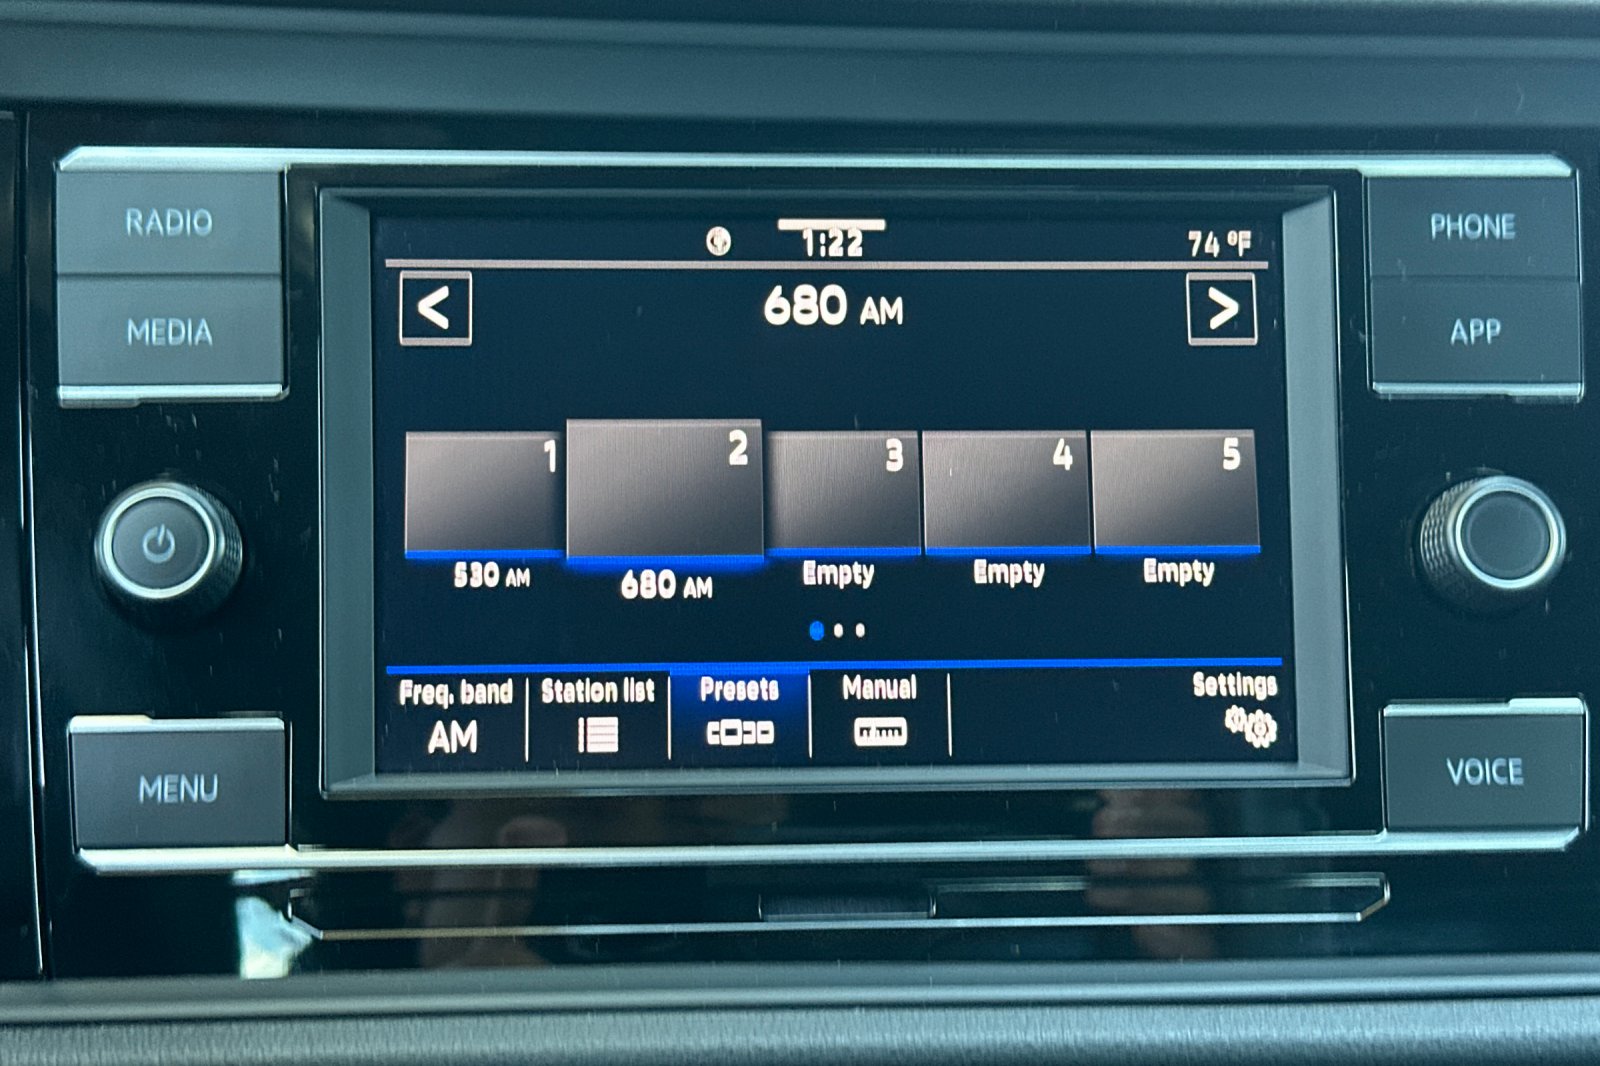 RADIO
MEDIA
MENU
1:22
74 °F
<
680 AM
>
1
2
3
4
5
530 AM
680 AM
Empty
Empty
Empty
Freq. band
AM
Station list
Presets
Manual
Settings
PHONE
APP
VOICE